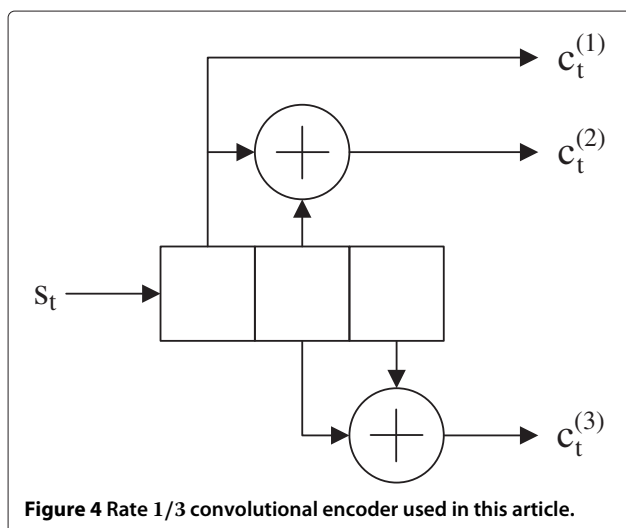 c_t^{(1)}
c_t^{(2)}
s_t
c_t^{(3)}
Figure 4 Rate 1/3 convolutional encoder used in this article.